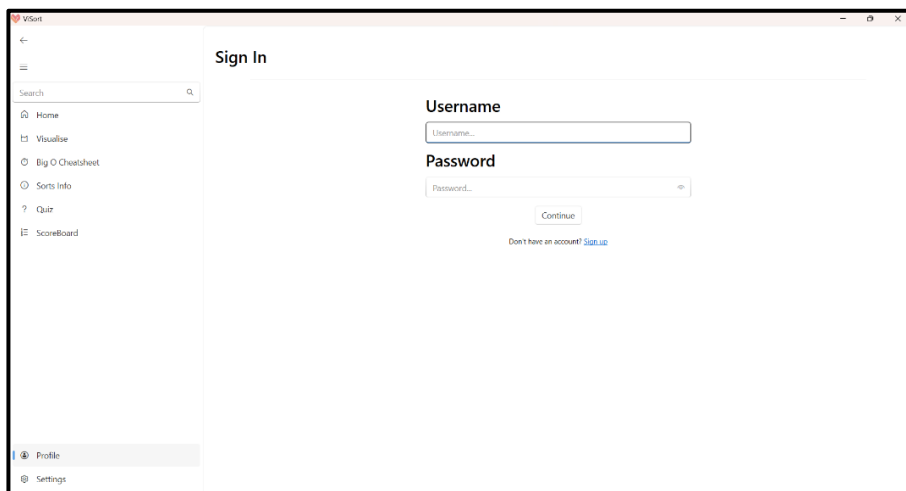 ViSort
Sign In
Search
Home
Visualise
Big O Cheatsheet
Sorts Info
Quiz
ScoreBoard
Username
Username...
Password
Password...
Continue
Don't have an account? Sign up
Profile
Settings